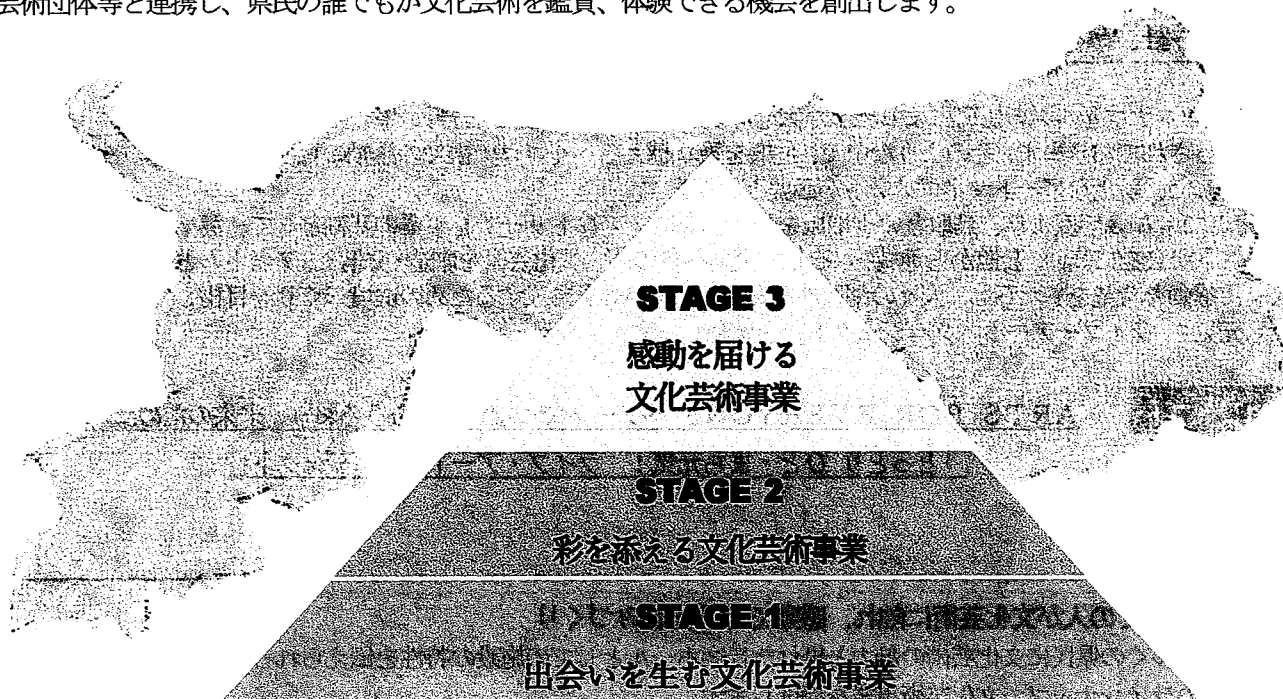 芸術団体等と連携し、県民の誰でもが文化芸術を鑑賞、体験できる機会を創出します。
STAGE 3
感動を届ける
文化芸術事業
STAGE 2
彩を添える文化芸術事業
STAGE 1
出会いを生む文化芸術事業